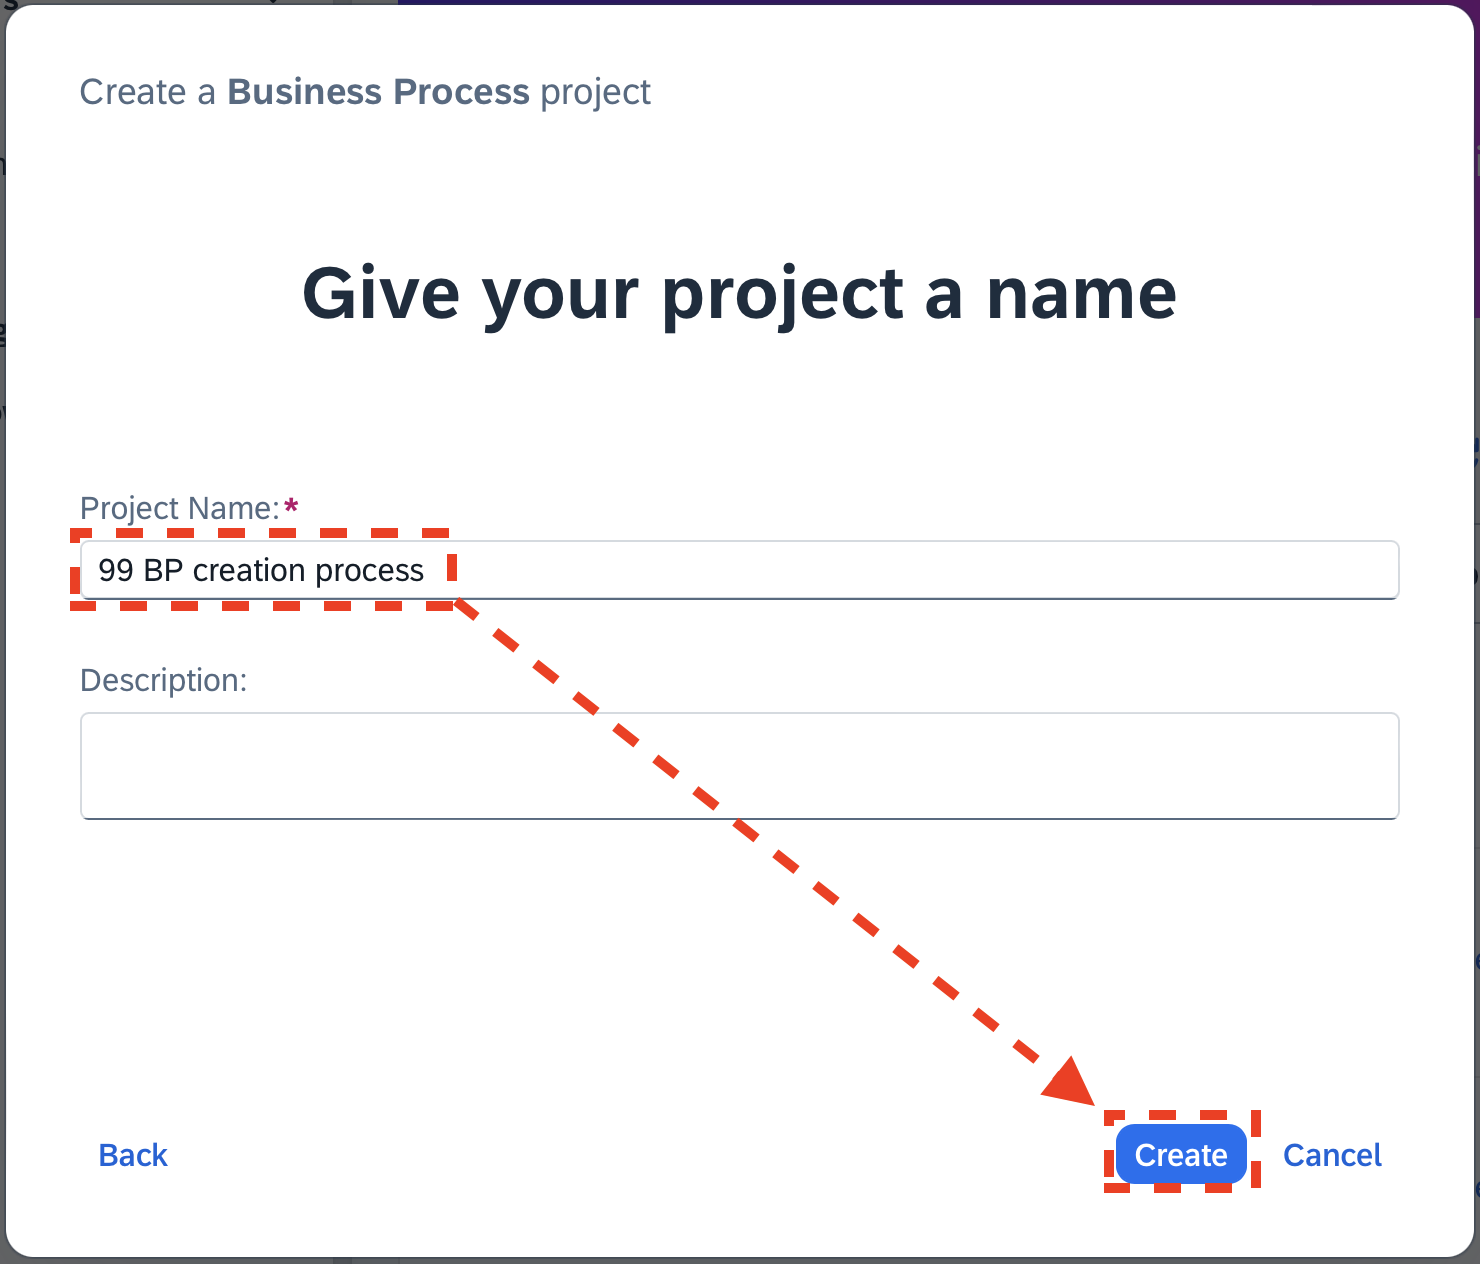 Create a Business Process project
Give your project a name
Project Name:*
99 BP creation process
Description:
Back
Create
Cancel